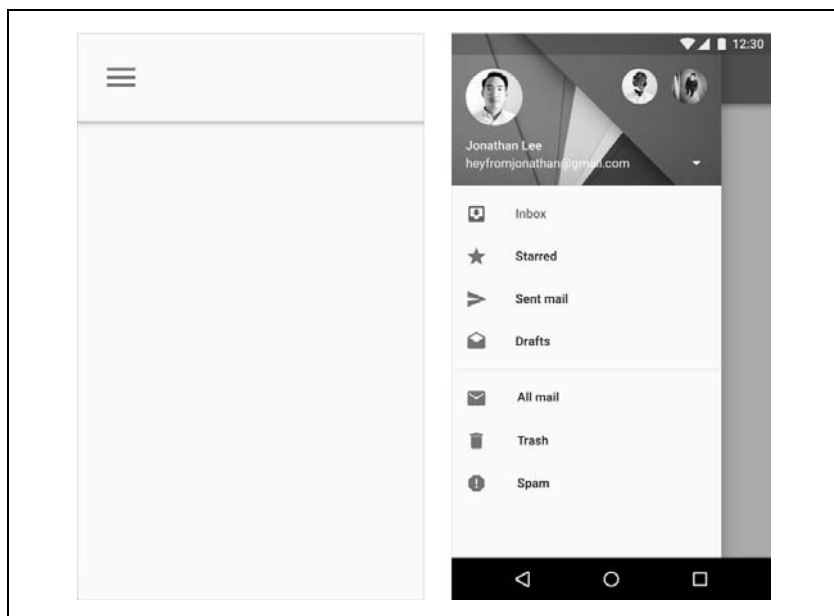 12:30
Jonathan Lee
heyfromjonathan@gmail.com
Inbox
Starred
Sent mail
Drafts
All mail
Trash
Spam